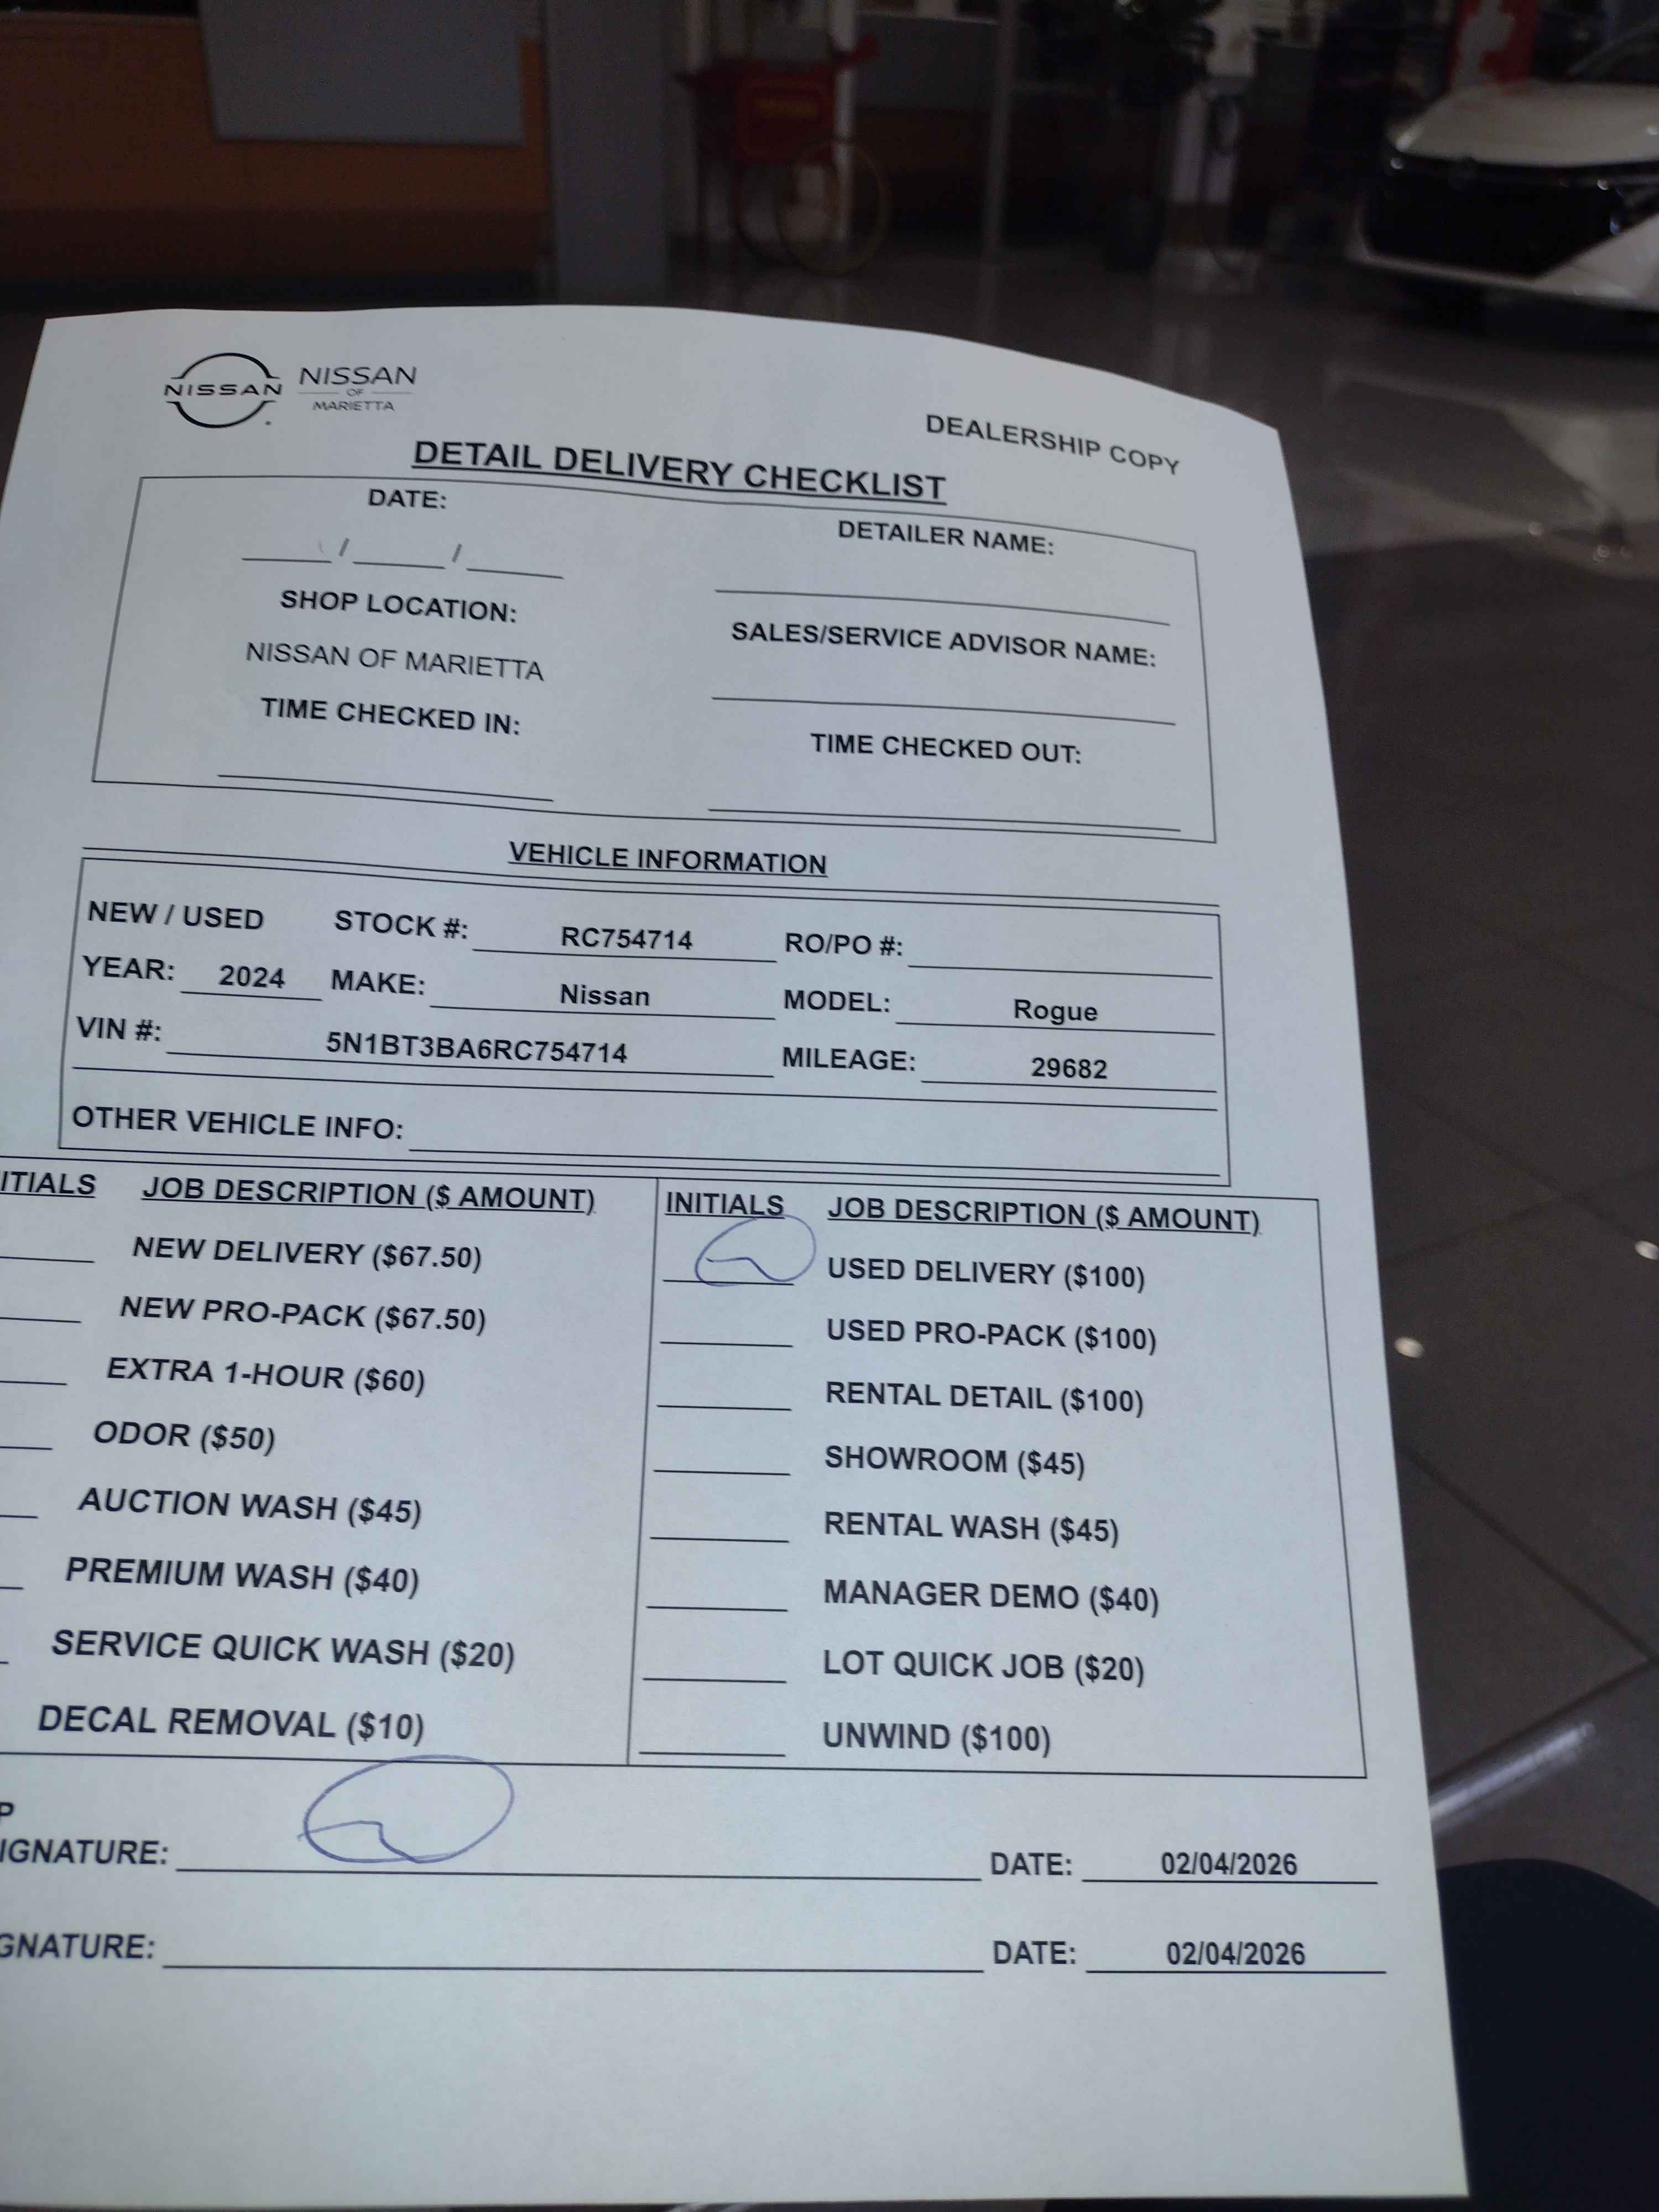 NISSAN
NISSAN
OF
MARIETTA
DEALERSHIP COPY
DETAIL DELIVERY CHECKLIST
DATE:
DETAILER NAME:
/ /
SHOP LOCATION:
SALES/SERVICE ADVISOR NAME:
NISSAN OF MARIETTA
TIME CHECKED IN:
TIME CHECKED OUT:
VEHICLE INFORMATION
NEW / USED STOCK #: RC754714 RO/PO #:
YEAR: 2024 MAKE: Nissan MODEL: Rogue
VIN #: 5N1BT3BA6RC754714 MILEAGE: 29682
OTHER VEHICLE INFO:
ITIALS JOB DESCRIPTION ($ AMOUNT) INITIALS JOB DESCRIPTION ($ AMOUNT)
NEW DELIVERY ($67.50) USED DELIVERY ($100)
NEW PRO-PACK ($67.50) USED PRO-PACK ($100)
EXTRA 1-HOUR ($60) RENTAL DETAIL ($100)
ODOR ($50) SHOWROOM ($45)
AUCTION WASH ($45) RENTAL WASH ($45)
PREMIUM WASH ($40) MANAGER DEMO ($40)
SERVICE QUICK WASH ($20) LOT QUICK JOB ($20)
DECAL REMOVAL ($10) UNWIND ($100)
P
IGNATURE: DATE: 02/04/2026
GNATURE: DATE: 02/04/2026